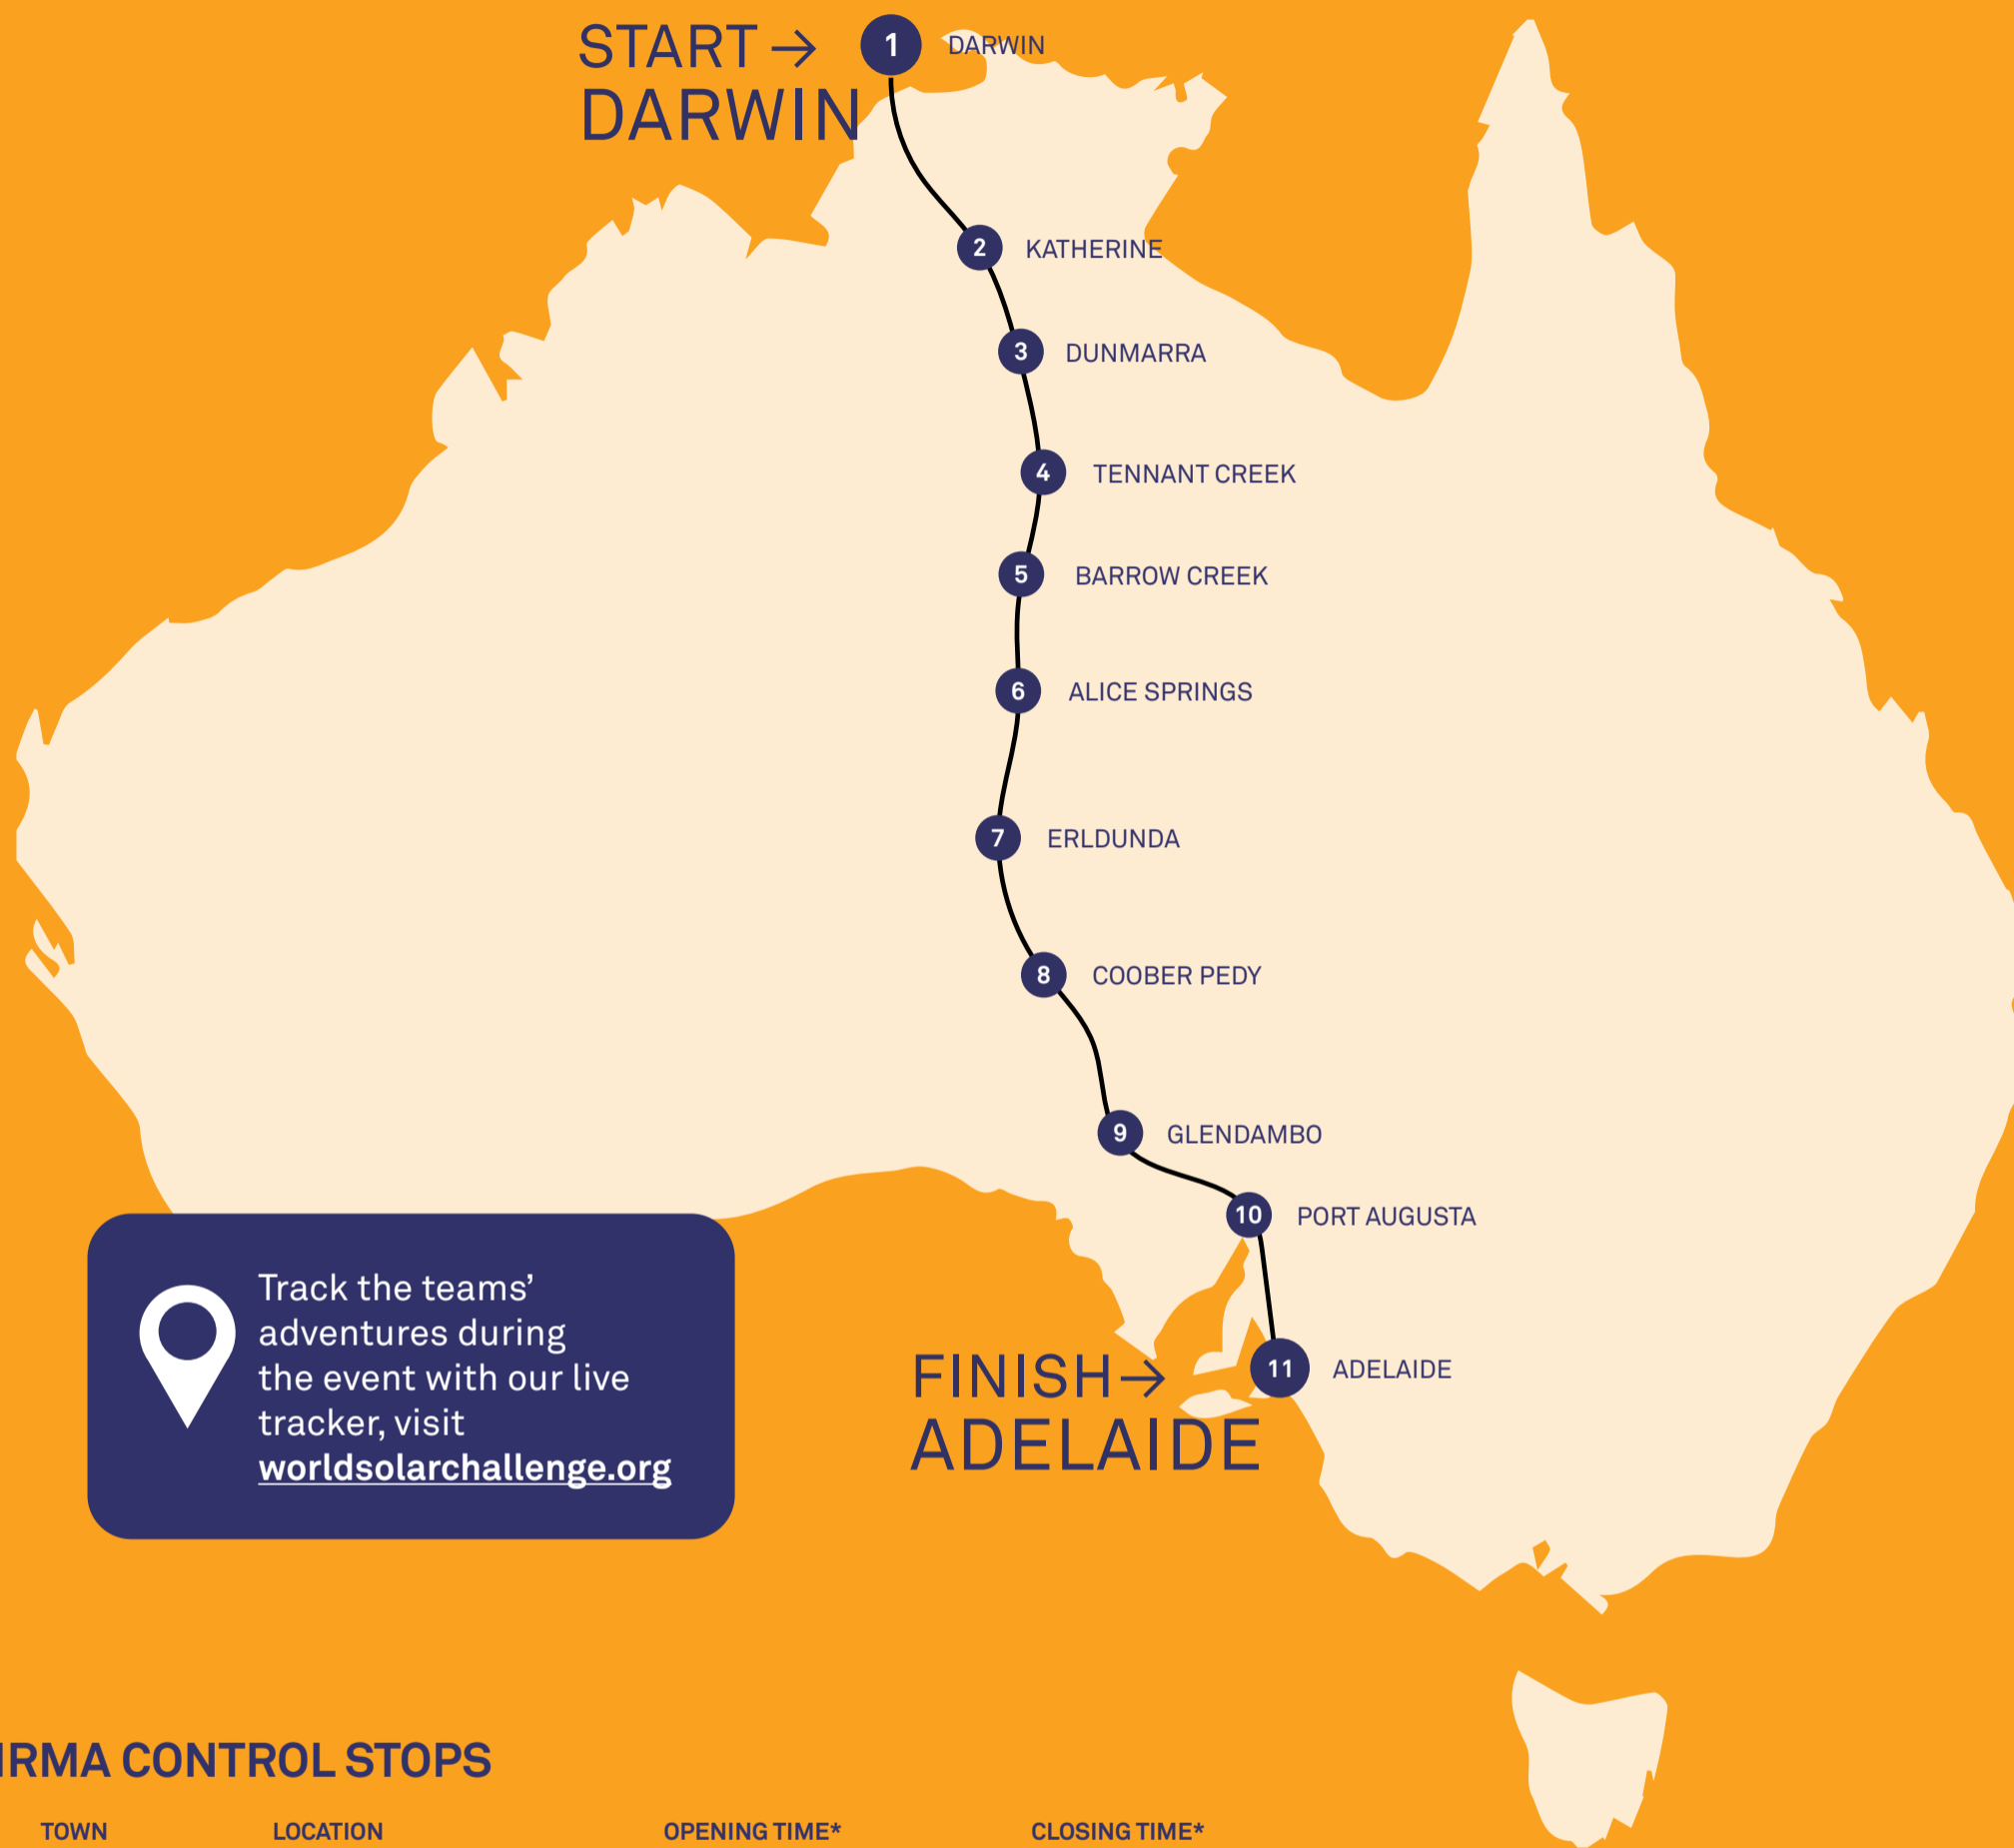 START →
DARWIN
1 DARWIN
2 KATHERINE
3 DUNMARRA
4 TENNANT CREEK
5 BARROW CREEK
6 ALICE SPRINGS
7 ERLDUNDA
8 COOBER PEDY
9 GLENDAMBO
10 PORT AUGUSTA
11 ADELAIDE
FINISH→
ADELAIDE
Track the teams’
adventures during
the event with our live
tracker, visit
worldsolarchallenge.org
CONTROL STOPS
TOWN LOCATION OPENING TIME* CLOSING TIME*